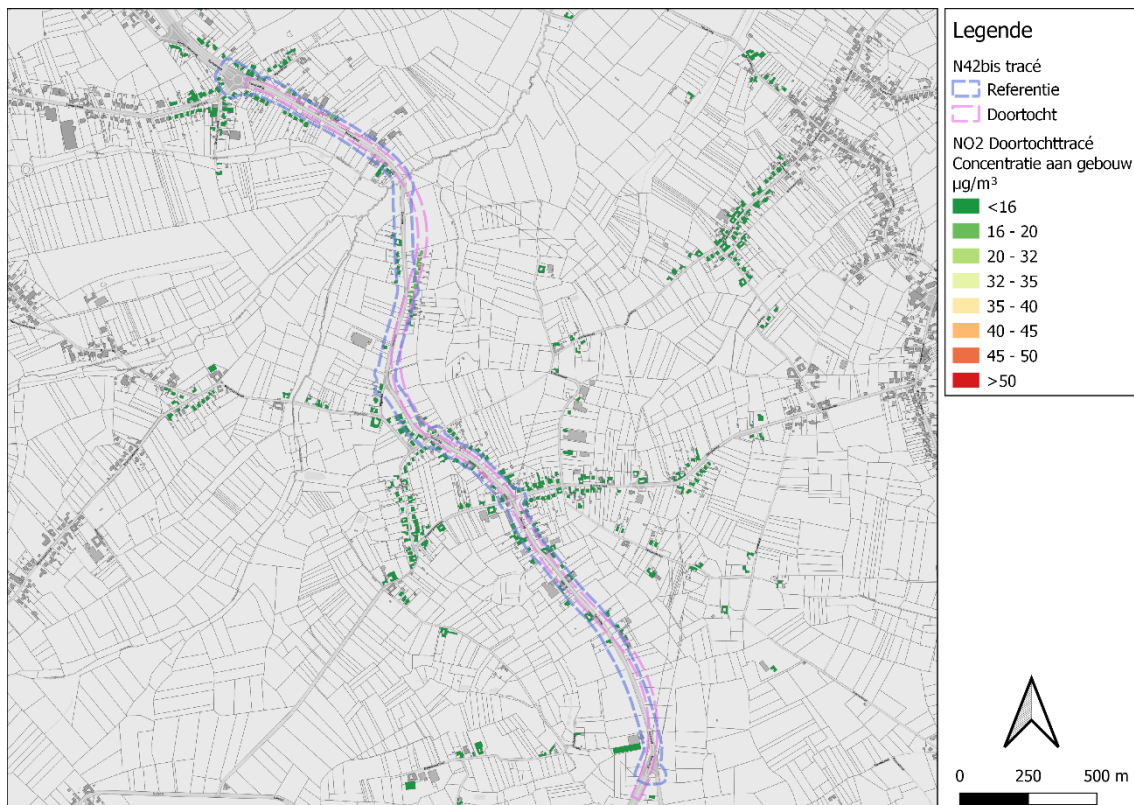 Legende
N42bis tracé
Referentie
Doortocht
NO2 Doortochttracé
Concentratie aan gebouw
µg/m³
<16
16 - 20
20 - 32
32 - 35
35 - 40
40 - 45
45 - 50
>50
0 250 500 m